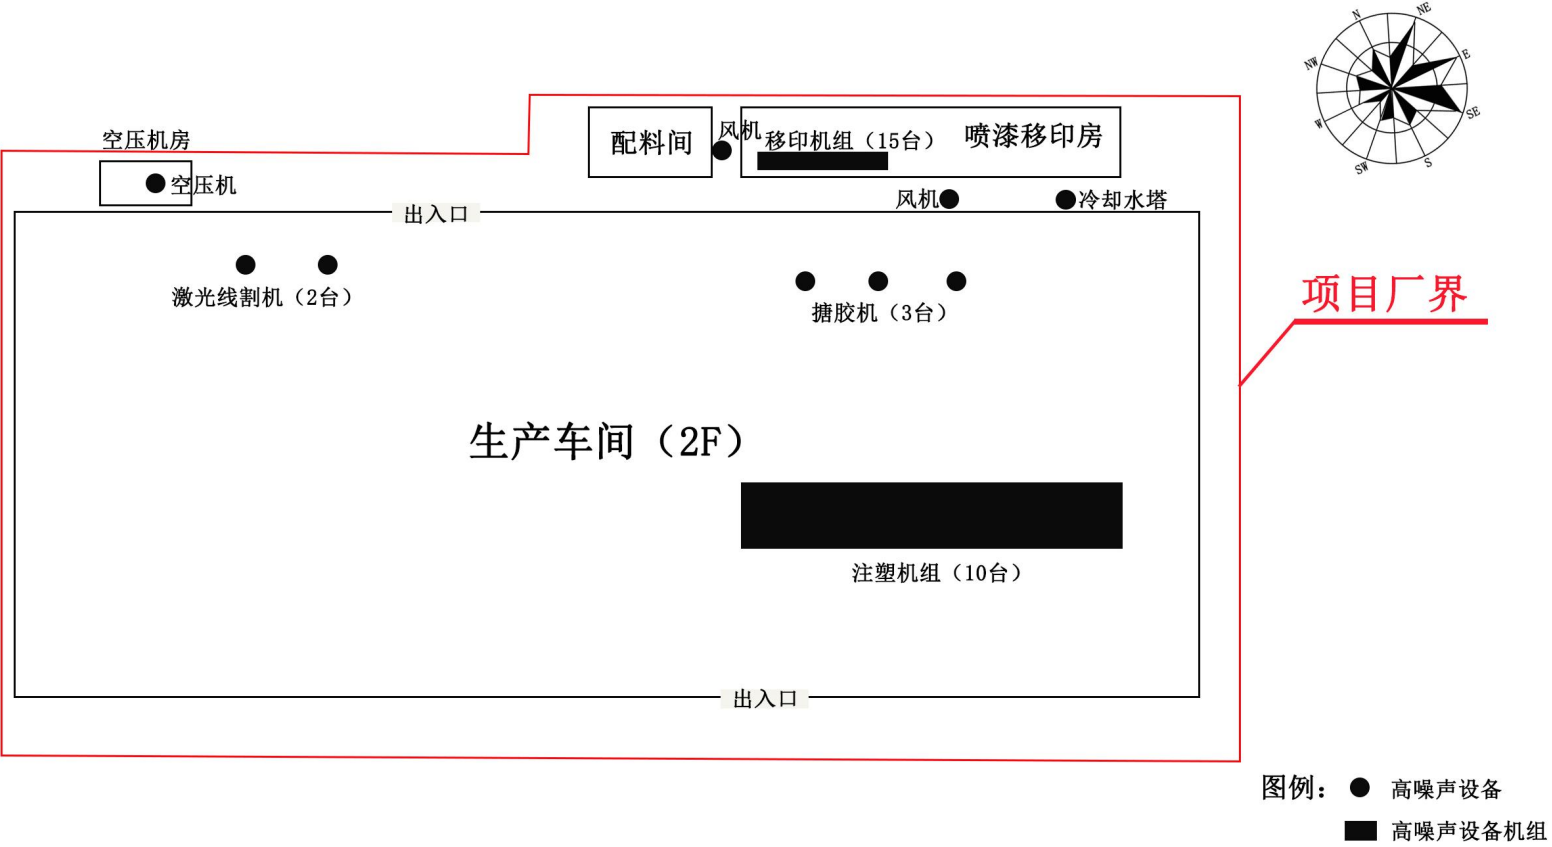 N
NE
NW
E
W
SE
SW
S
空压机房
空压机
配料间
风机
移印机组（15台）
喷漆移印房
风机
冷却水塔
出入口
激光线割机（2台）
搪胶机（3台）
项目厂界
生产车间（2F）
注塑机组（10台）
出入口
图例：
高噪声设备
高噪声设备机组